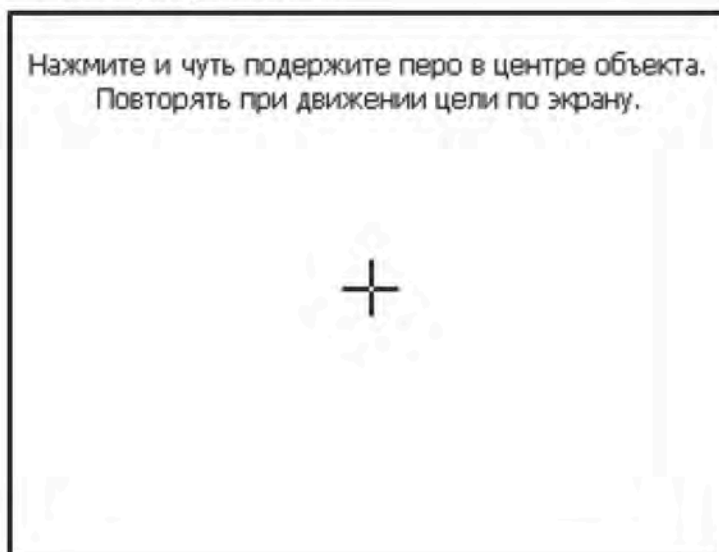 Нажмите и чуть подержите перо в центре объекта.
Повторять при движении цели по экрану.